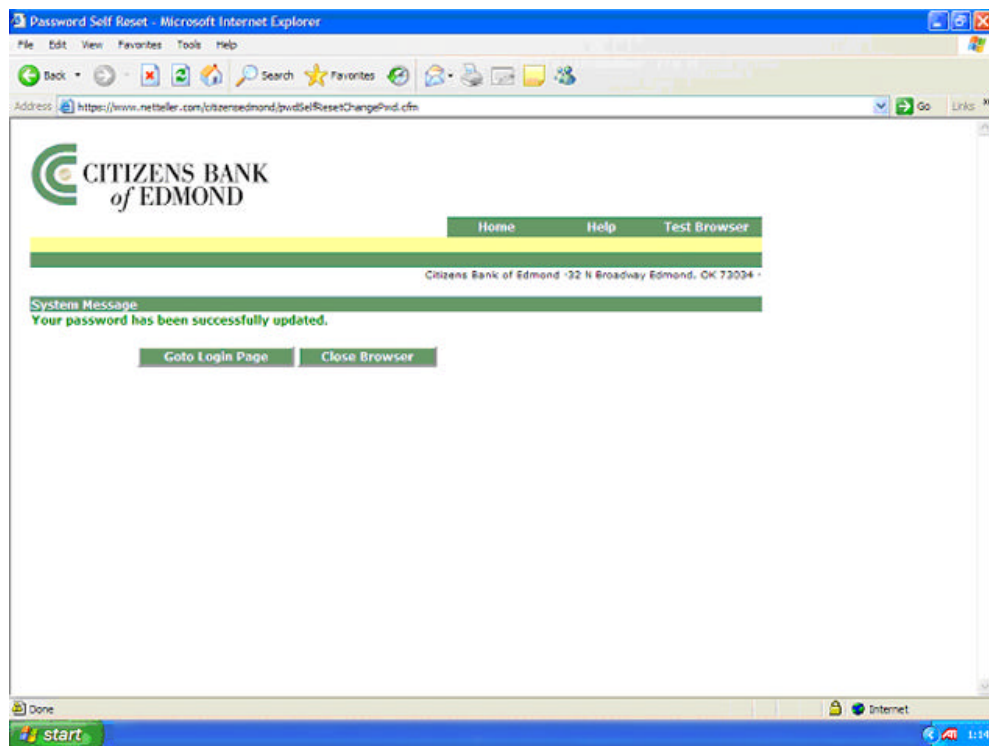 Password Self Reset - Microsoft Internet Explorer
File Edit View Favorites Tools Help
Back Search Favorites
Address https://www.netteller.com/citizensedmond/pwdSelfResetChangePwd.cfm Go Links
CITIZENS BANK
of EDMOND
Home Help Test Browser
Citizens Bank of Edmond -32 N Broadway Edmond, OK 73034 -
System Message
Your password has been successfully updated.
Goto Login Page Close Browser
Done Internet
start ATI